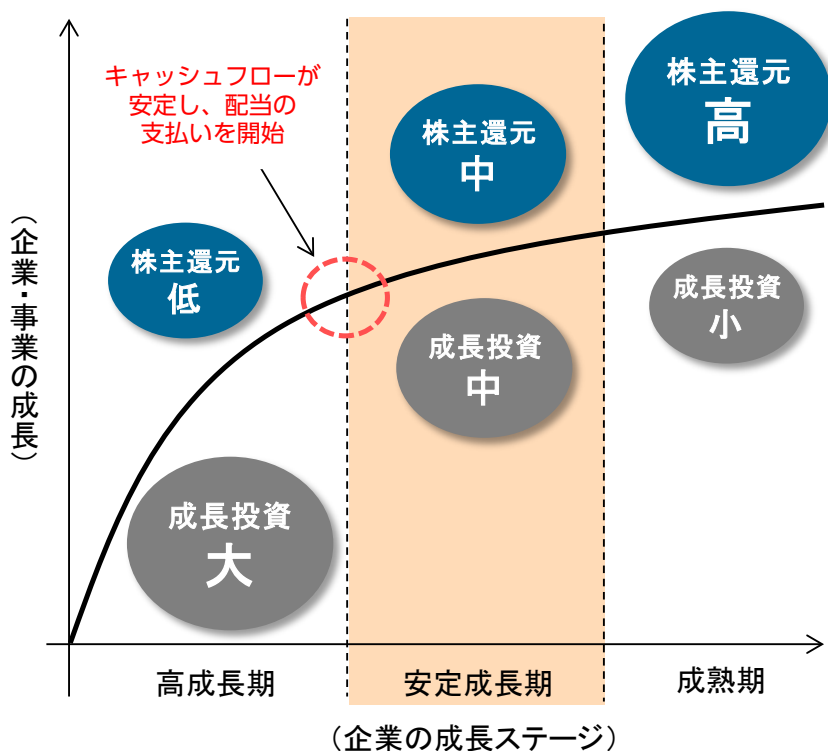 キャッシュフローが
安定し、配当の
支払いを開始
株主還元
低
株主還元
中
株主還元
高
成長投資
大
成長投資
中
成長投資
小
（企業・事業の成長）
高成長期
安定成長期
成熟期
（企業の成長ステージ）